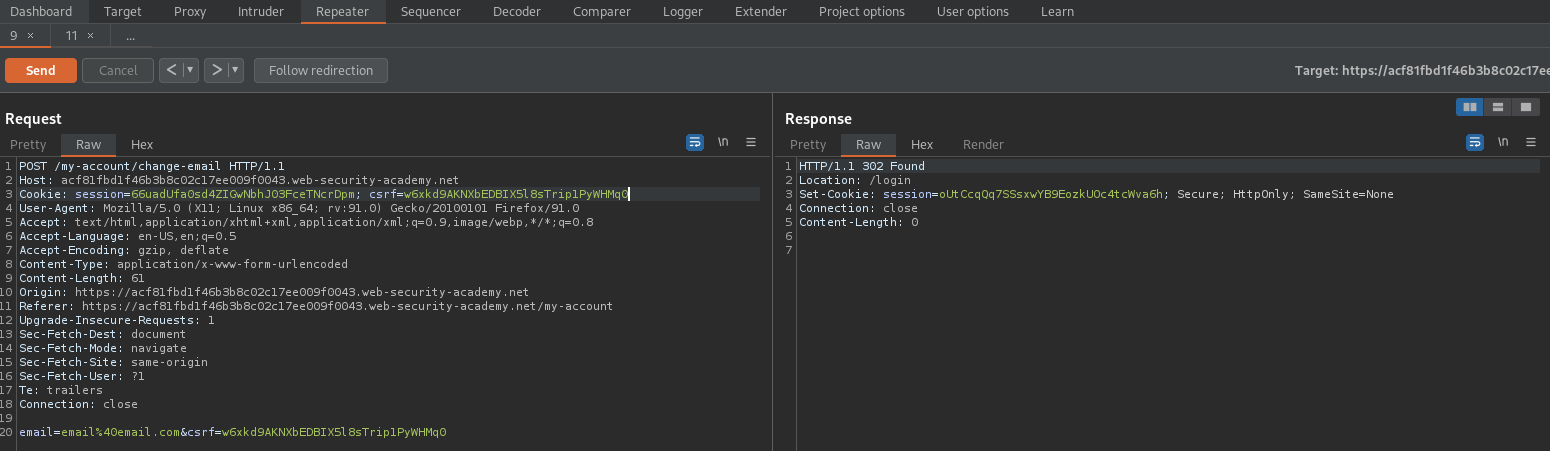 Dashboard Target Proxy Intruder Repeater Sequencer Decoder Comparer Logger Extender Project options User options Learn
9 × 11 × ...
Send Cancel < > Follow redirection Target: https://acf81fbd1f46b3b8c02c17ee
Request
Pretty Raw Hex \n
1 POST /my-account/change-email HTTP/1.1
2 Host: acf81fbd1f46b3b8c02c17ee009f0043.web-security-academy.net
3 Cookie: session=66uadUfa0sd4ZIGwNbhJ03FceTNcrDpm; csrf=w6xkd9AKNXbEDBIX5l8sTrip1PyWHMq0
4 User-Agent: Mozilla/5.0 (X11; Linux x86_64; rv:91.0) Gecko/20100101 Firefox/91.0
5 Accept: text/html,application/xhtml+xml,application/xml;q=0.9,image/webp,*/*;q=0.8
6 Accept-Language: en-US,en;q=0.5
7 Accept-Encoding: gzip, deflate
8 Content-Type: application/x-www-form-urlencoded
9 Content-Length: 61
10 Origin: https://acf81fbd1f46b3b8c02c17ee009f0043.web-security-academy.net
11 Referer: https://acf81fbd1f46b3b8c02c17ee009f0043.web-security-academy.net/my-account
12 Upgrade-Insecure-Requests: 1
13 Sec-Fetch-Dest: document
14 Sec-Fetch-Mode: navigate
15 Sec-Fetch-Site: same-origin
16 Sec-Fetch-User: ?1
17 Te: trailers
18 Connection: close
19
20 email=email%40email.com&csrf=w6xkd9AKNXbEDBIX5l8sTrip1PyWHMq0
Response
Pretty Raw Hex Render \n
1 HTTP/1.1 302 Found
2 Location: /login
3 Set-Cookie: session=oUtCcqQq7SSsxwYB9EozkUOc4tcWva6h; Secure; HttpOnly; SameSite=None
4 Connection: close
5 Content-Length: 0
6
7